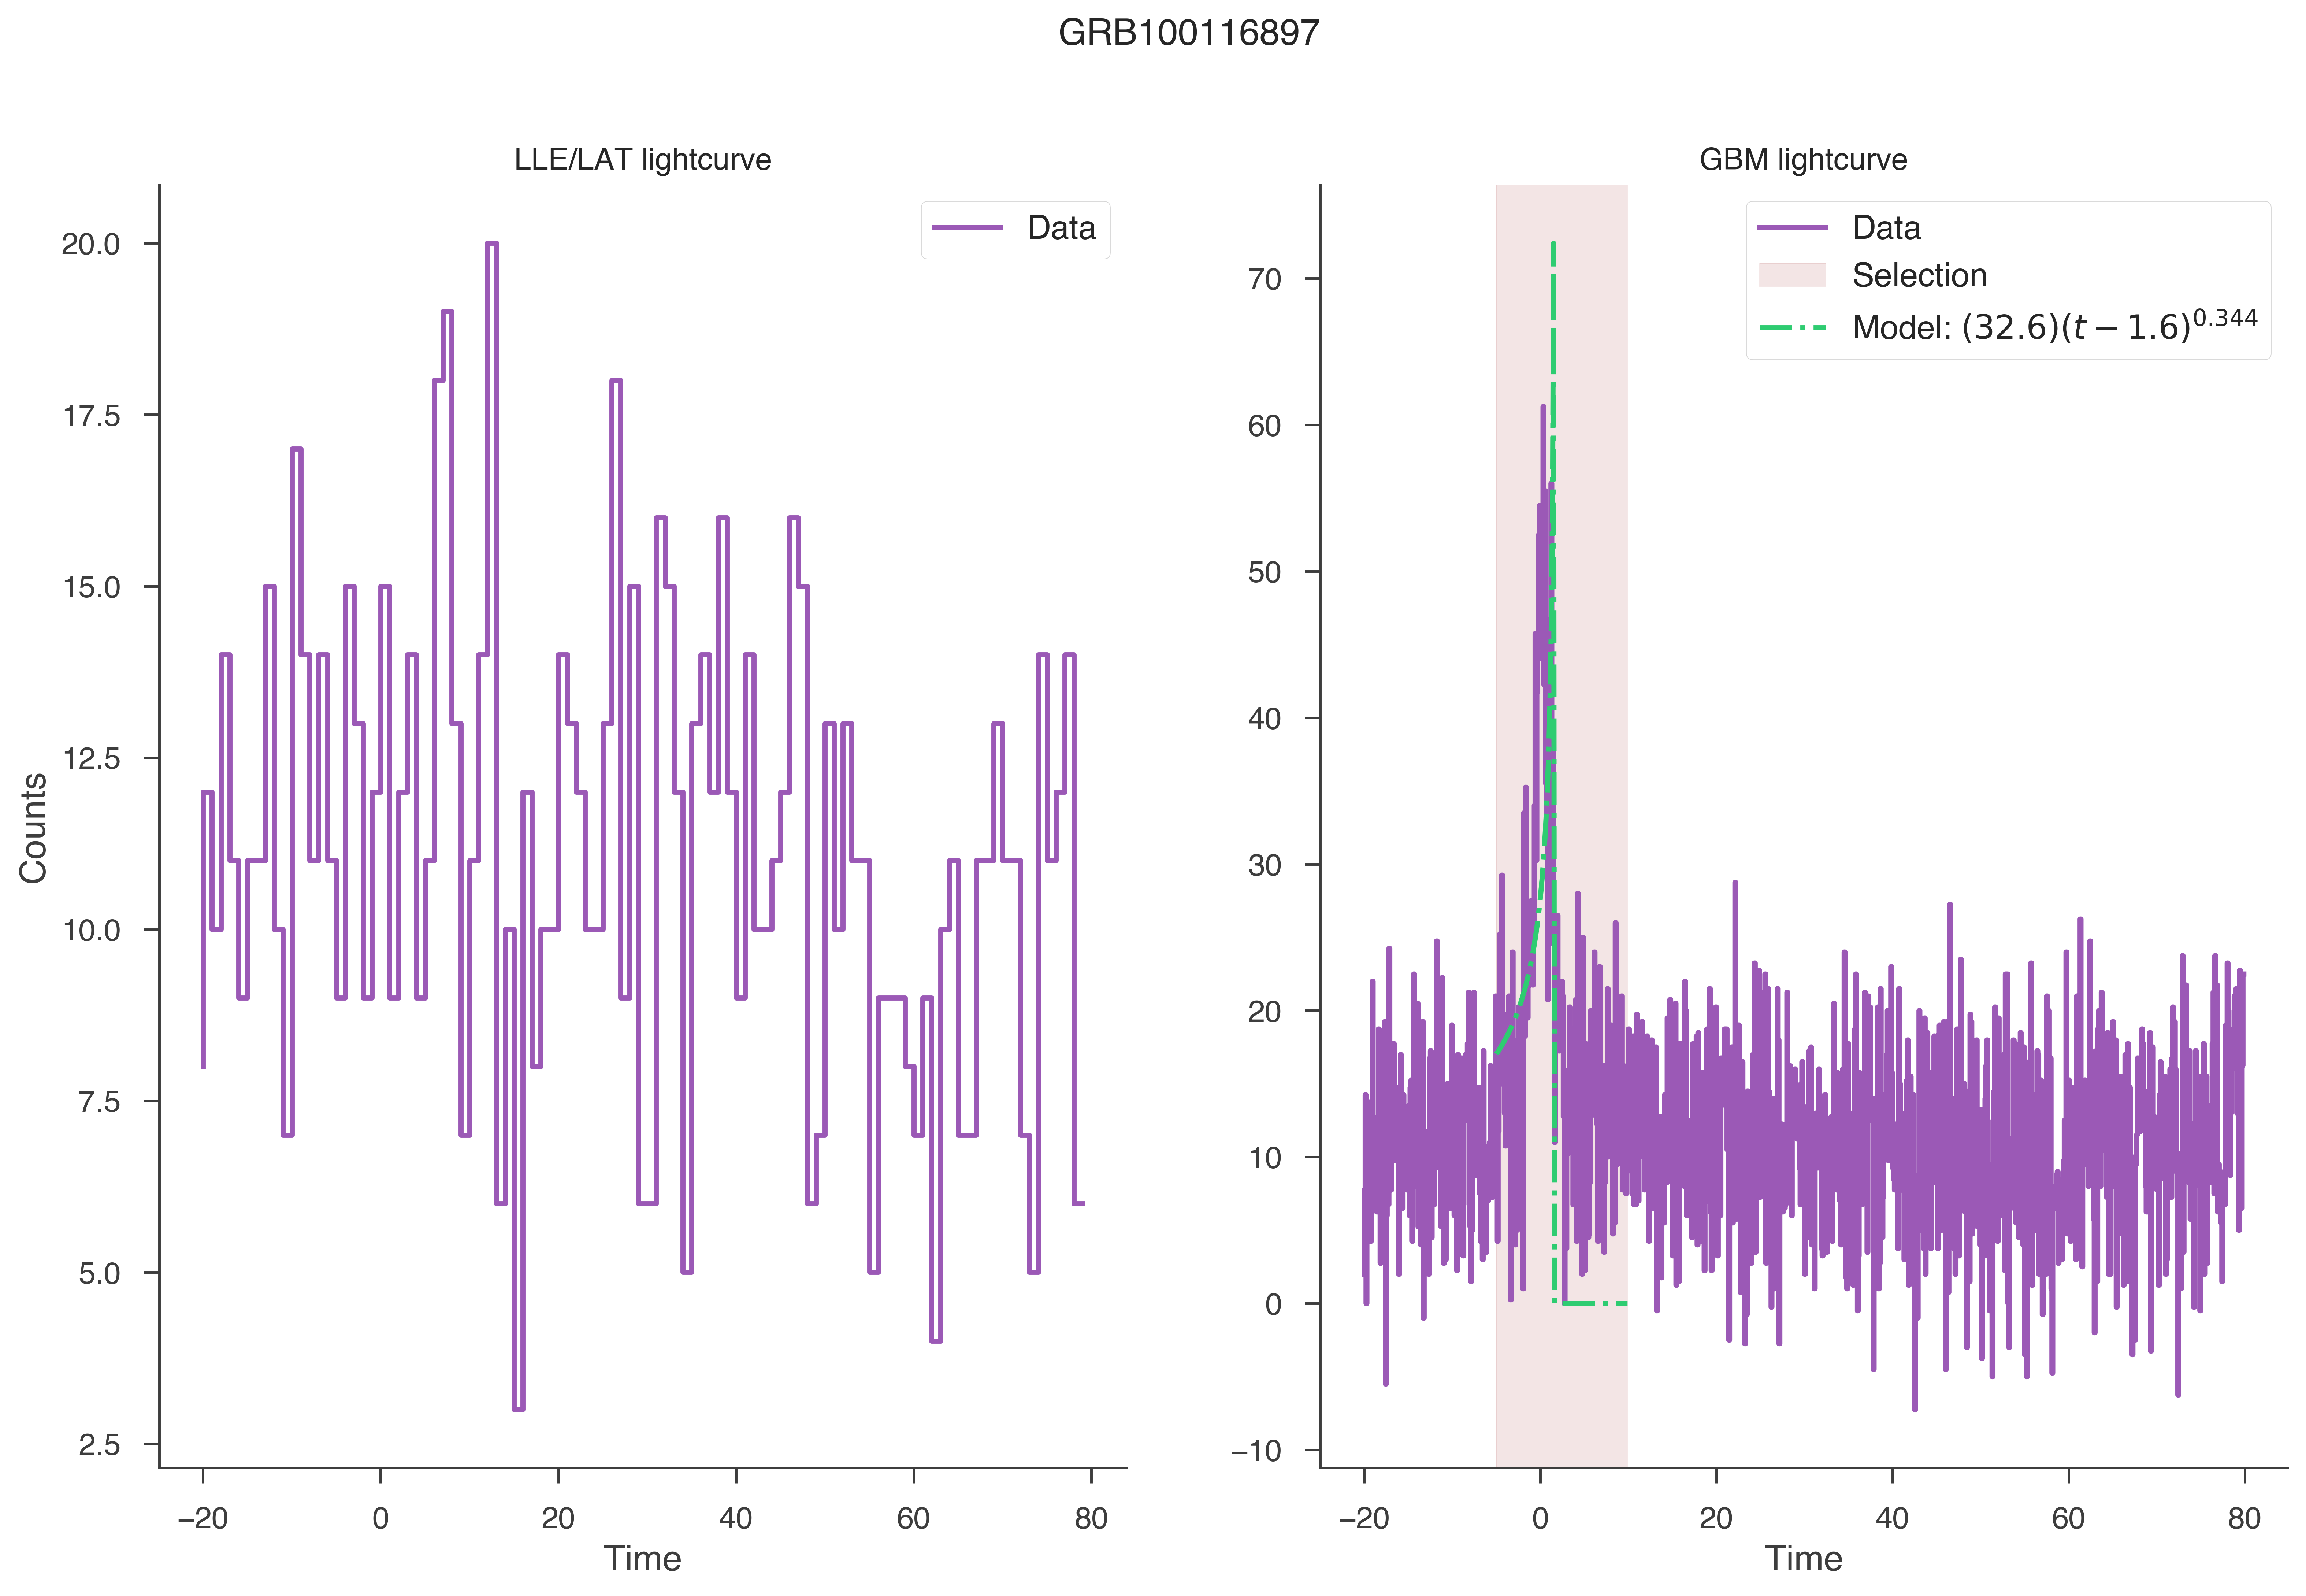 GRB100116897
LLE/LAT lightcurve
Data
20.0
17.5
15.0
12.5
10.0
7.5
5.0
2.5
Counts
−20 0 20 40 60 80
Time
GBM lightcurve
Data
Selection
Model: (32.6)(t − 1.6)^0.344
70
60
50
40
30
20
10
0
−10
−20 0 20 40 60 80
Time